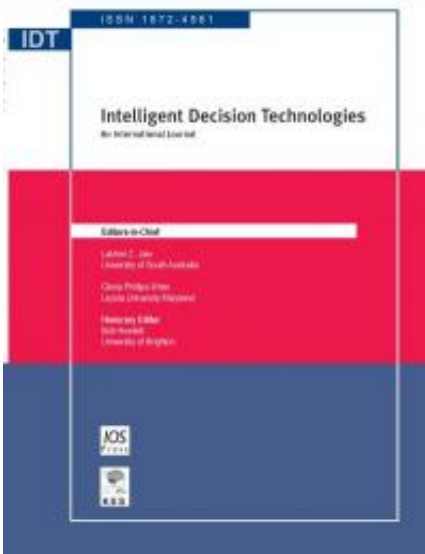 ISSN 1872-4981
IDT
Intelligent Decision Technologies
An International Journal
Editors-in-Chief
Lakhmi C. Jain
University of South Australia
Gloria Phillips-Wren
Loyola University Maryland
Honorary Editor
Bob Howlett
University of Brighton
IOS
Press
KES